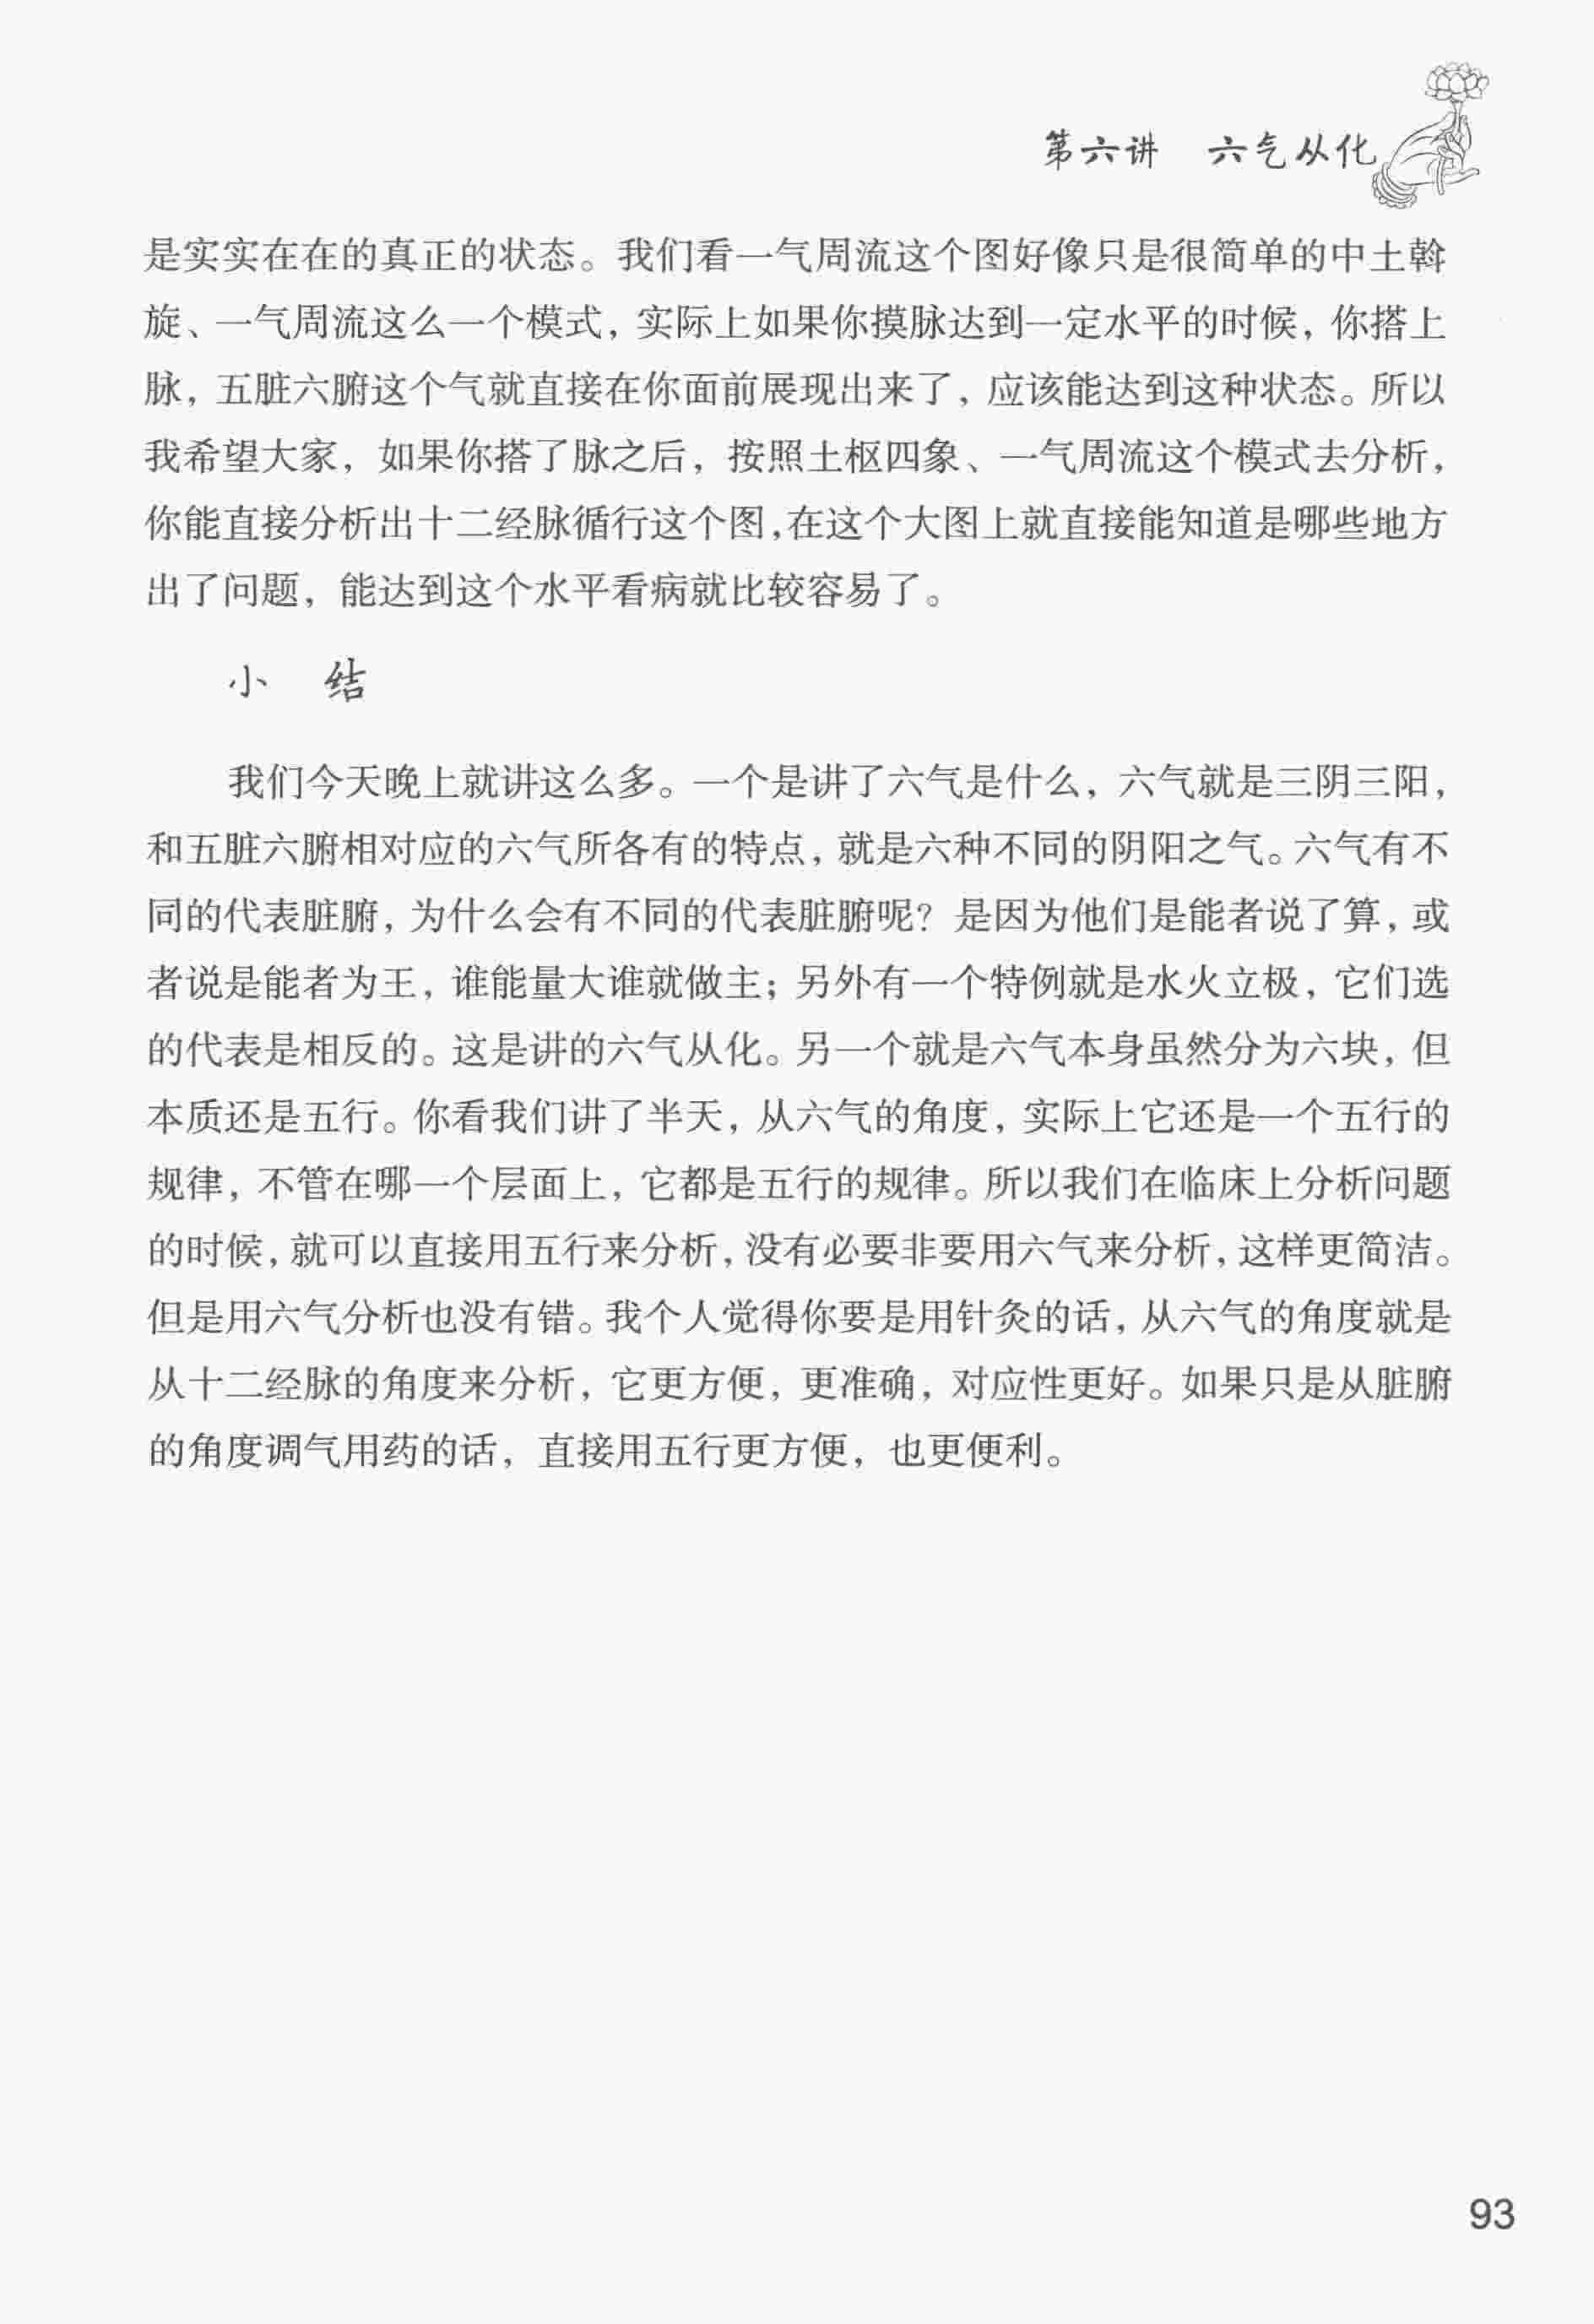 第六讲　六气从化
是实实在在的真正的状态。我们看一气周流这个图好像只是很简单的中土斡
旋、一气周流这么一个模式，实际上如果你摸脉达到一定水平的时候，你搭上
脉，五脏六腑这个气就直接在你面前展现出来了，应该能达到这种状态。所以
我希望大家，如果你搭了脉之后，按照土枢四象、一气周流这个模式去分析，
你能直接分析出十二经脉循行这个图，在这个大图上就直接能知道是哪些地方
出了问题，能达到这个水平看病就比较容易了。
小　结
我们今天晚上就讲这么多。一个是讲了六气是什么，六气就是三阴三阳，
和五脏六腑相对应的六气所各有的特点，就是六种不同的阴阳之气。六气有不
同的代表脏腑，为什么会有不同的代表脏腑呢？是因为他们是能者说了算，或
者说是能者为王，谁能量大谁就做主；另外有一个特例就是水火立极，它们选
的代表是相反的。这是讲的六气从化。另一个就是六气本身虽然分为六块，但
本质还是五行。你看我们讲了半天，从六气的角度，实际上它还是一个五行的
规律，不管在哪一个层面上，它都是五行的规律。所以我们在临床上分析问题
的时候，就可以直接用五行来分析，没有必要非要用六气来分析，这样更简洁。
但是用六气分析也没有错。我个人觉得你要是用针灸的话，从六气的角度就是
从十二经脉的角度来分析，它更方便，更准确，对应性更好。如果只是从脏腑
的角度调气用药的话，直接用五行更方便，也更便利。
93